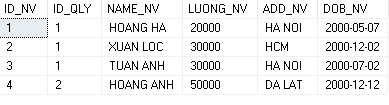 ID_NV ID_QLY NAME_NV LUONG_NV ADD_NV DOB_NV
1 1 HOANG HA 20000 HA NOI 2000-05-07
2 1 XUAN LOC 30000 HCM 2000-12-02
3 1 TUAN ANH 30000 HA NOI 2000-07-02
4 2 HOANG ANH 50000 DA LAT 2000-12-12